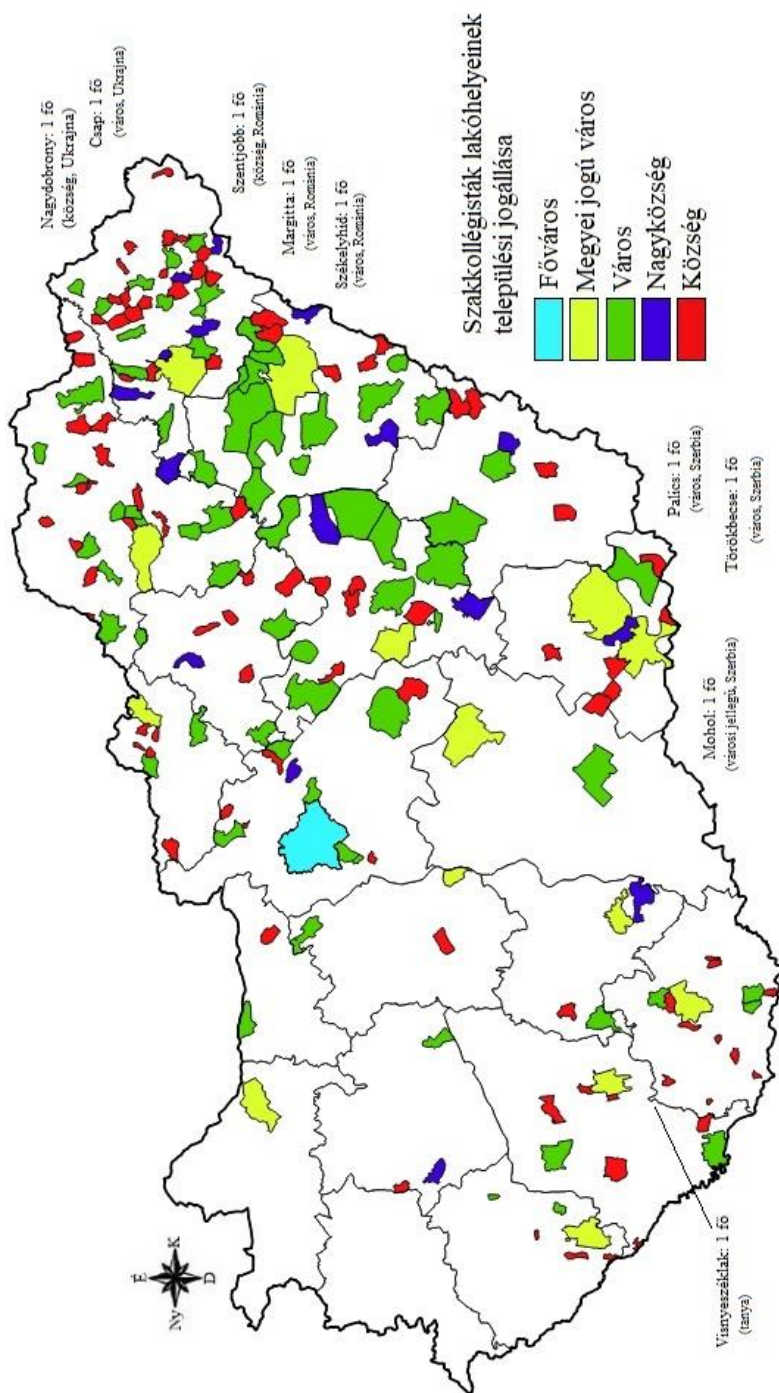 Nagydobrony: 1 fő
(község, Ukrajna)
Csap: 1 fő
(város, Ukrajna)
Szentjobb: 1 fő
(község, Románia)
Margitta: 1 fő
(város, Románia)
Székelyhíd: 1 fő
(város, Románia)
Szakkollégisták lakóhelyeinek
települési jogállása
Főváros
Megyei jogú város
Város
Nagyközség
Község
Palics: 1 fő
(város, Szerbia)
Törökbecse: 1 fő
(város, Szerbia)
Mohol: 1 fő
(városi jellegű, Szerbia)
Visnyeszéklak: 1 fő
(tanya)
É
Ny
K
D